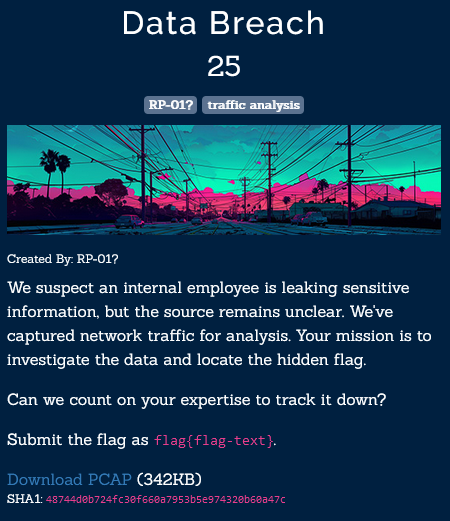 Data Breach
25
RP-01? traffic analysis
Created By: RP-01?
We suspect an internal employee is leaking sensitive
information, but the source remains unclear. We've
captured network traffic for analysis. Your mission is to
investigate the data and locate the hidden flag.
Can we count on your expertise to track it down?
Submit the flag as flag{flag-text}.
Download PCAP (342KB)
SHA1: 48744d0b724fc30f660a7953b5e974320b60a47c